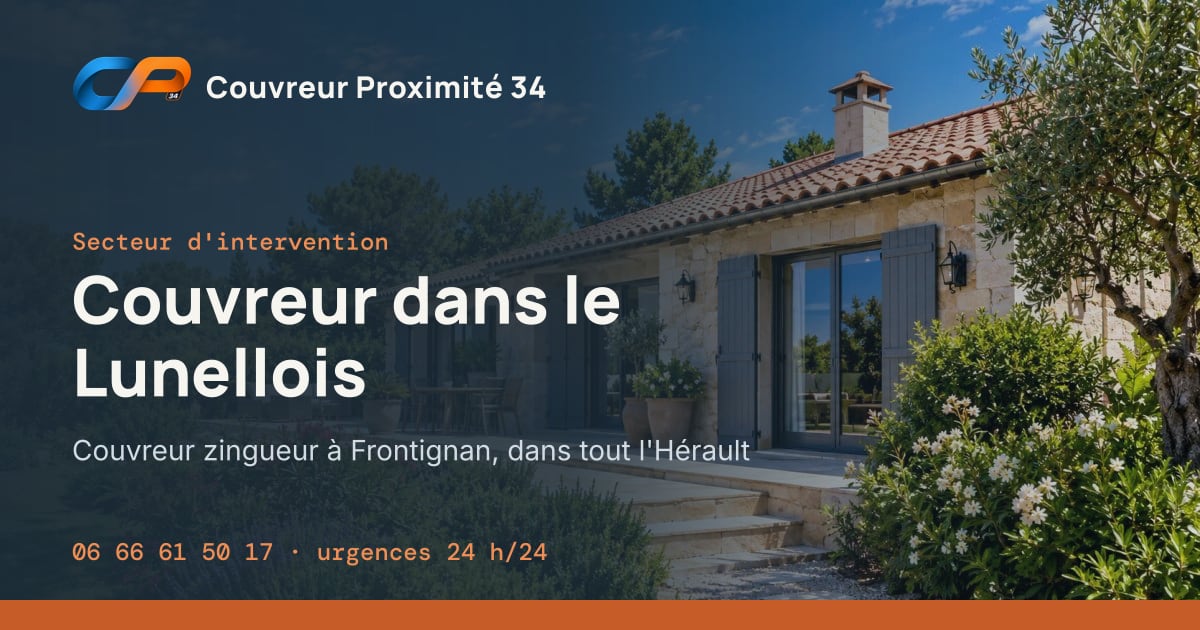 CP
34
Couvreur Proximité 34
Secteur d'intervention
Couvreur dans le
Lunellois
Couvreur zingueur à Frontignan, dans tout l'Hérault
06 66 61 50 17 · urgences 24 h/24